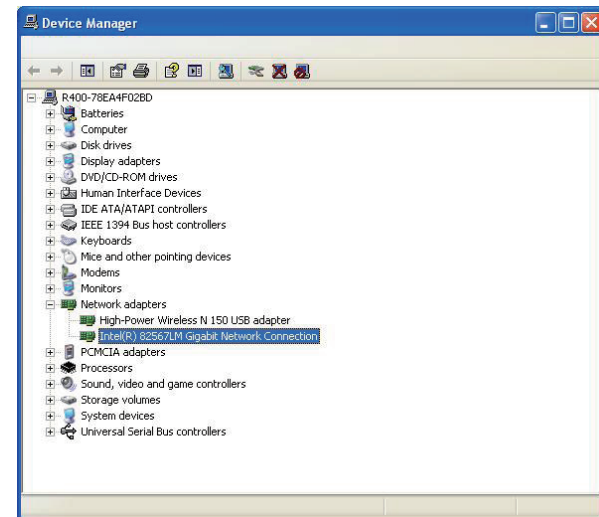 Device Manager
R400-78EA4F02BD
Batteries
Computer
Disk drives
Display adapters
DVD/CD-ROM drives
Human Interface Devices
IDE ATA/ATAPI controllers
IEEE 1394 Bus host controllers
Keyboards
Mice and other pointing devices
Modems
Monitors
Network adapters
High-Power Wireless N 150 USB adapter
Intel(R) 82567LM Gigabit Network Connection
PCMCIA adapters
Processors
Sound, video and game controllers
Storage volumes
System devices
Universal Serial Bus controllers